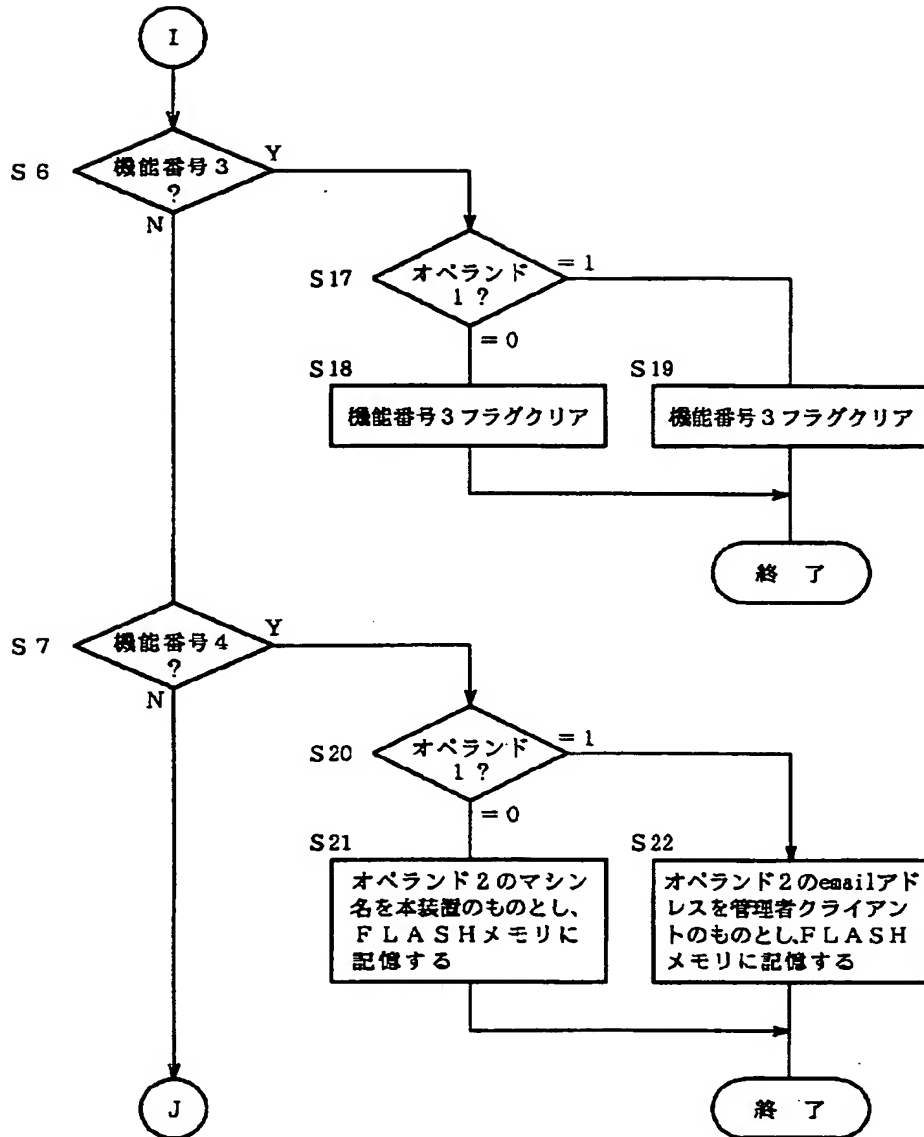 I
S6
機能番号3
?
Y
N
S17
オペランド
1?
=1
=0
S18
機能番号3フラグクリア
S19
機能番号3フラグクリア
終 了
S7
機能番号4
?
Y
N
S20
オペランド
1?
=1
=0
S21
オペランド2のマシン
名を本装置のものとし、
FLASHメモリに
記憶する
S22
オペランド2のemailアド
レスを管理者クライアン
トのものとし、FLASH
メモリに記憶する
終 了
J